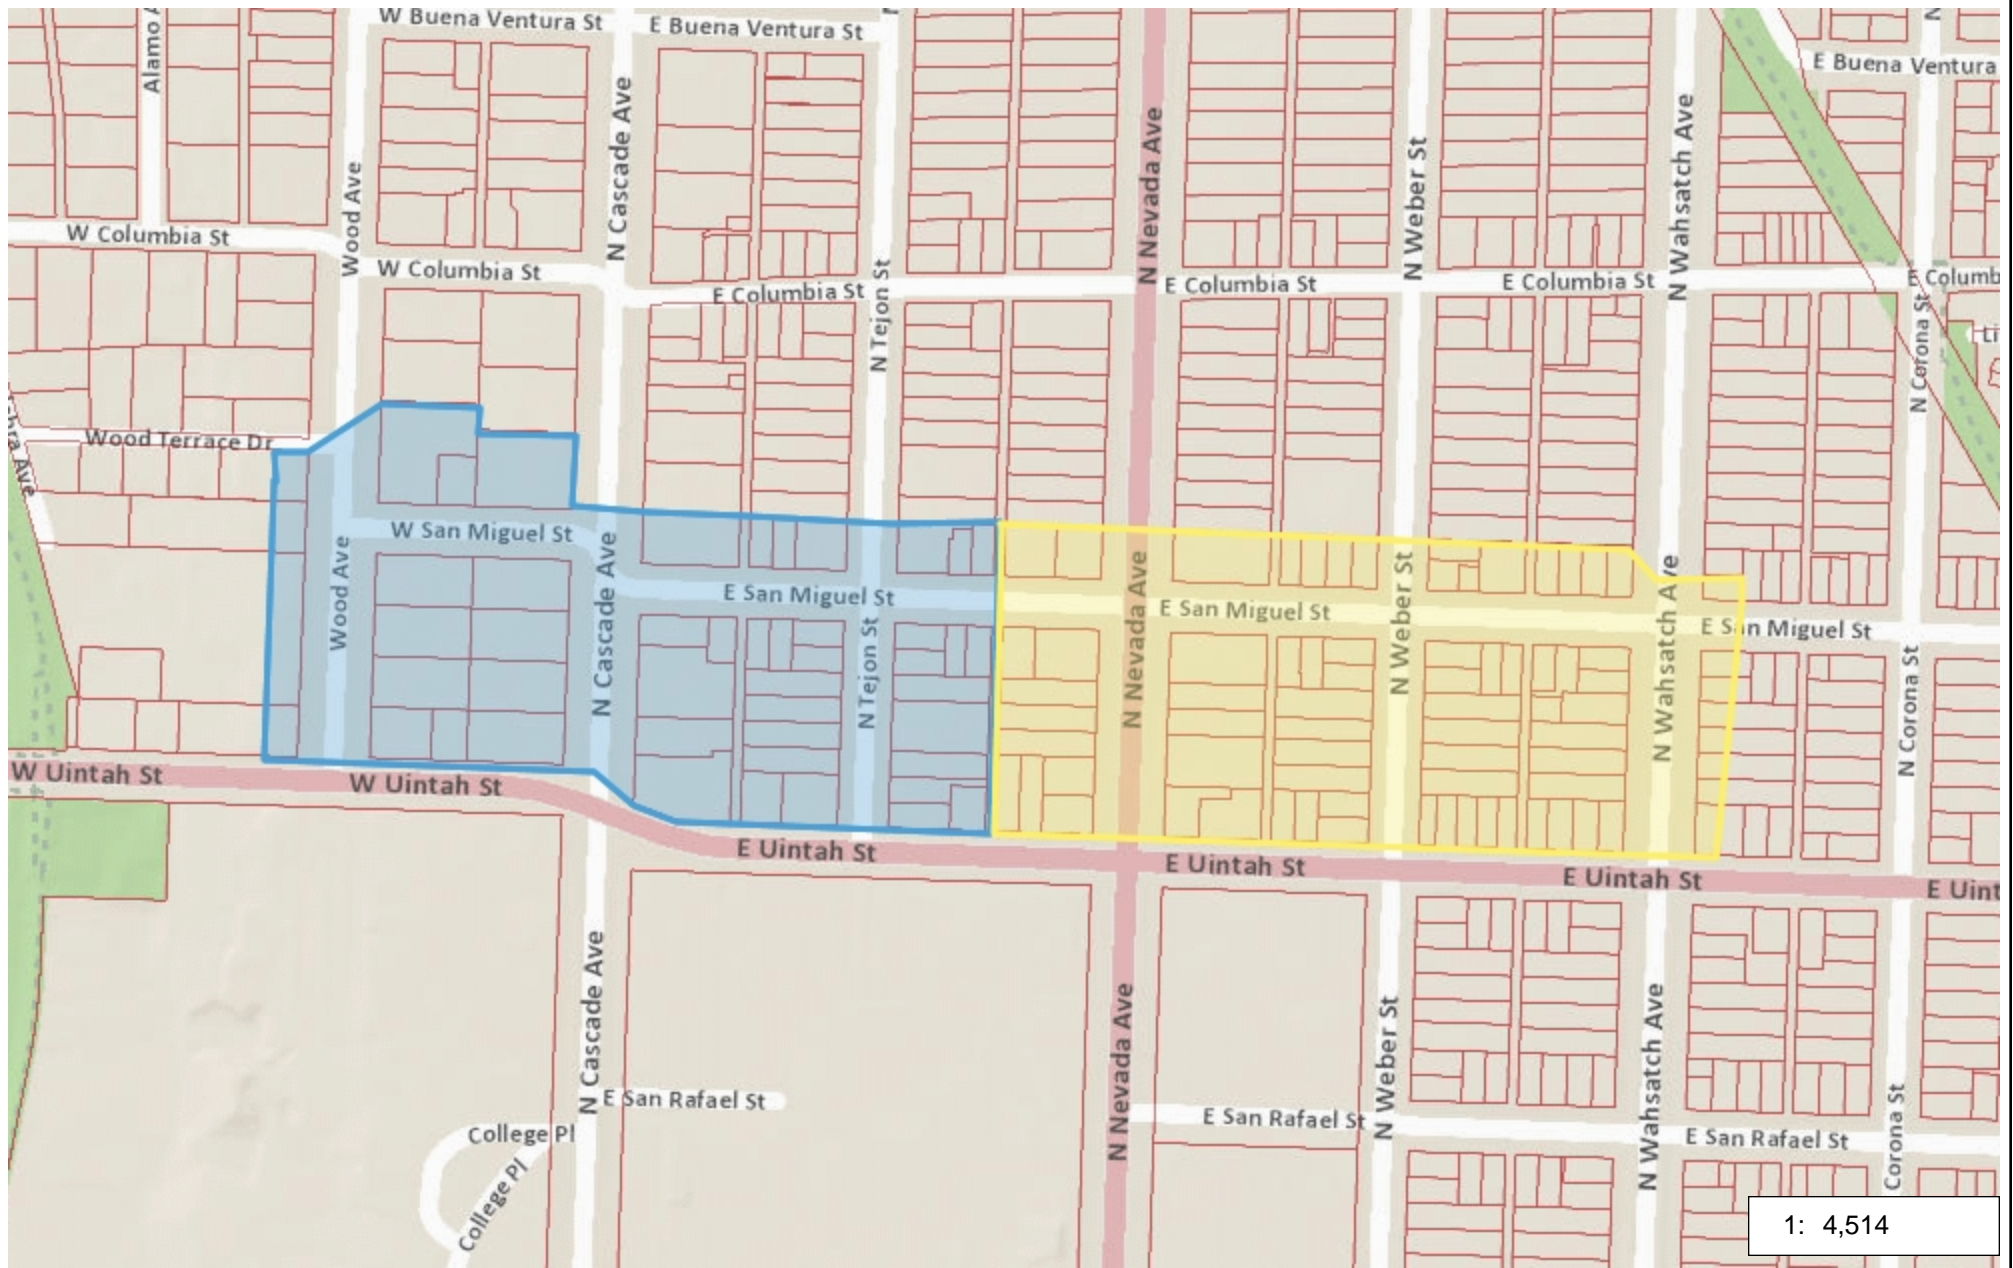 W Buena Ventura St
E Buena Ventura St
Alamo
E Buena Ventura
N Cascade Ave
N Nevada Ave
N Wahsatch Ave
N Weber St
Wood Ave
W Columbia St
W Columbia St
E Columbia St
N Tejon St
E Columbia St
E Columbia St
E Columb
N Corona St
Wood Terrace Dr
W San Miguel St
Wood Ave
N Cascade Ave
E San Miguel St
N Tejon St
N Nevada Ave
E San Miguel St
N Weber St
N Wahsatch Ave
E San Miguel St
N Corona St
W Uintah St
W Uintah St
E Uintah St
E Uintah St
E Uintah St
E Uint
N Cascade Ave
N Nevada Ave
N Weber St
N Wahsatch Ave
E San Rafael St
E San Rafael St
E San Rafael St
Corona St
College Pl
College Pl
1: 4,514